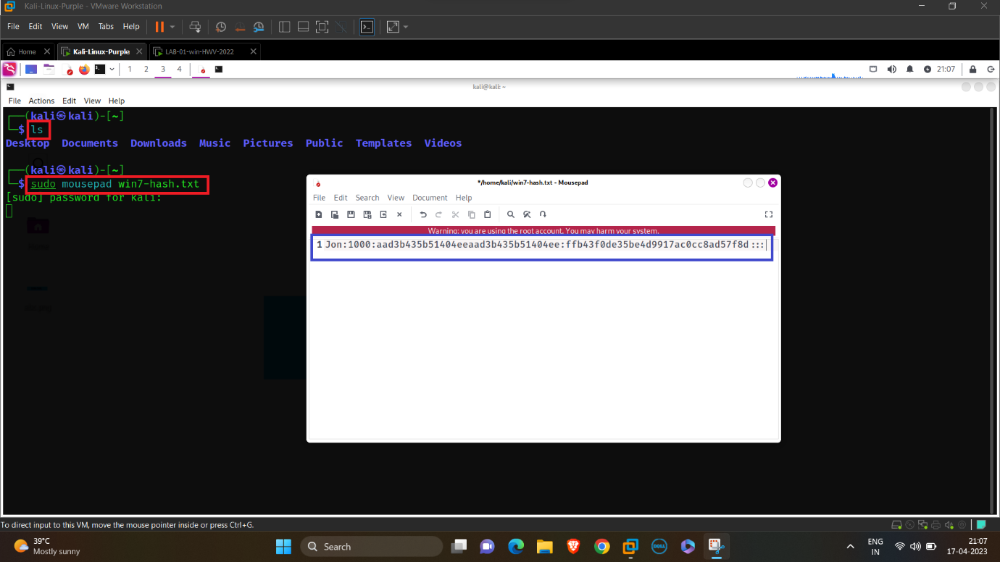 Kali-Linux-Purple - VMware Workstation
File Edit View VM Tabs Help
Home Kali-Linux-Purple LAB-01-win-HWV-2022
1 2 3 4 21:07
kali@kali: ~
File Actions Edit View Help
┌──(kali㉿kali)-[~]
└─$ ls
Desktop Documents Downloads Music Pictures Public Templates Videos
┌──(kali㉿kali)-[~]
└─$ sudo mousepad win7-hash.txt
[sudo] password for kali:
*/home/kali/win7-hash.txt - Mousepad
File Edit Search View Document Help
Warning: you are using the root account. You may harm your system.
1 Jon:1000:aad3b435b51404eeaad3b435b51404ee:ffb43f0de35be4d9917ac0cc8ad57f8d:::
To direct input to this VM, move the mouse pointer inside or press Ctrl+G.
39°C
Mostly sunny
Search
DELL
ENG
IN
21:07
17-04-2023